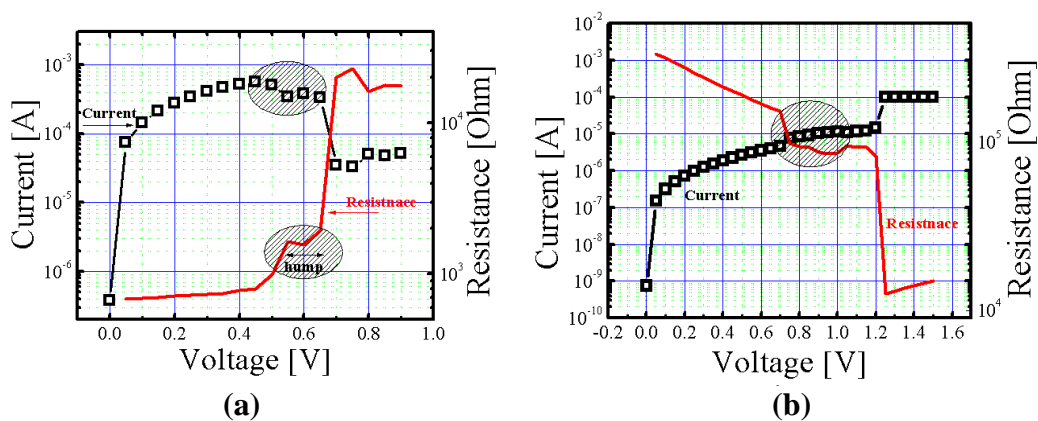 10⁻³
10⁻⁴
10⁻⁵
10⁻⁶
Current [A]
Current
Resistnace
hump
10⁴
10³
Resistance [Ohm]
0.0 0.2 0.4 0.6 0.8 1.0
Voltage [V]
(a)
10⁻²
10⁻³
10⁻⁴
10⁻⁵
10⁻⁶
10⁻⁷
10⁻⁸
10⁻⁹
10⁻¹⁰
Current [A]
Current
Resistnace
10⁵
10⁴
Resistance [Ohm]
-0.2 0.0 0.2 0.4 0.6 0.8 1.0 1.2 1.4 1.6
Voltage [V]
(b)